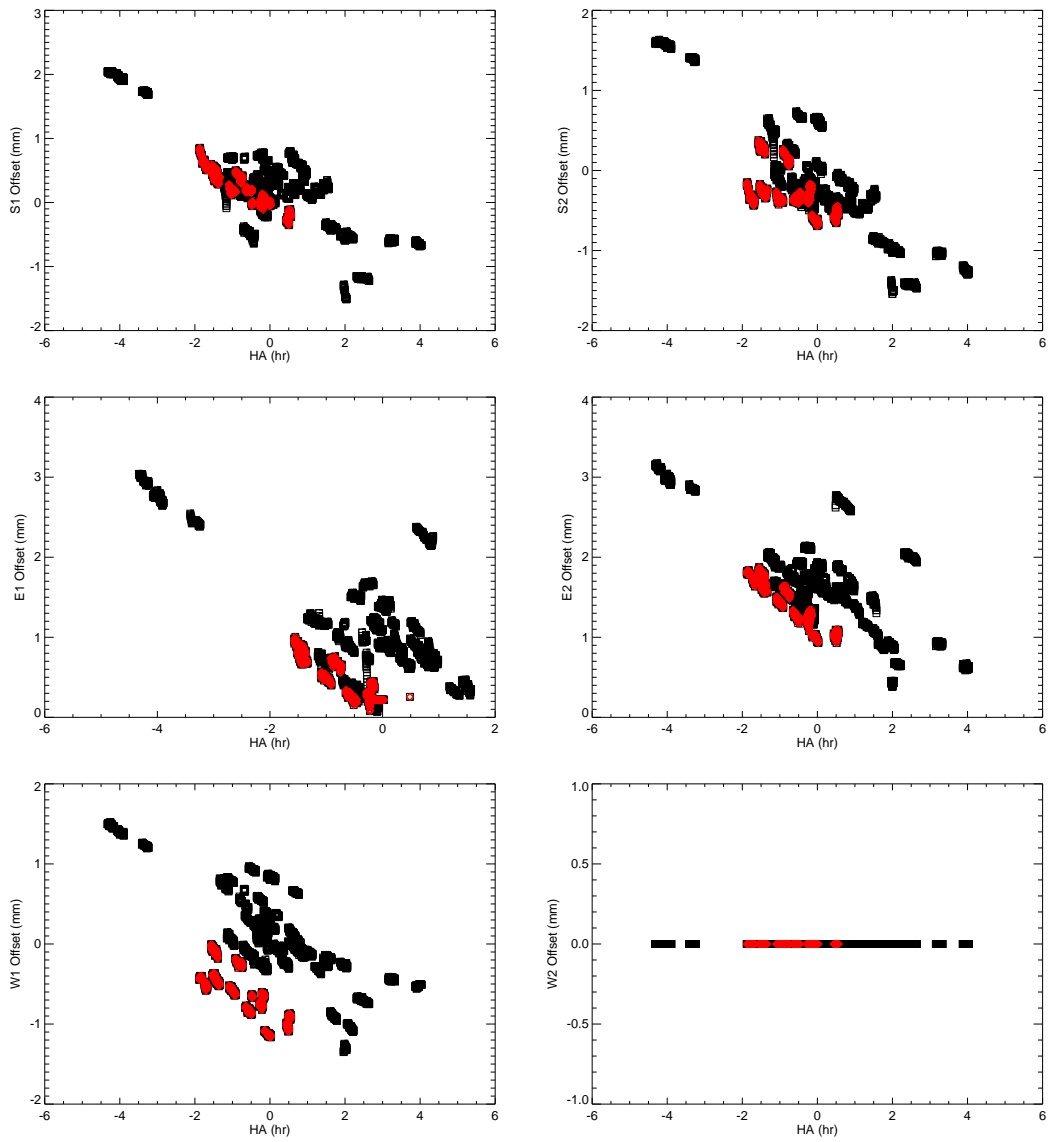 3
2
1
0
-1
-2
S1 Offset (mm)
-6 -4 -2 0 2 4 6
HA (hr)
2
1
0
-1
-2
S2 Offset (mm)
-6 -4 -2 0 2 4 6
HA (hr)
4
3
2
1
0
E1 Offset (mm)
-6 -4 -2 0 2
HA (hr)
4
3
2
1
0
E2 Offset (mm)
-6 -4 -2 0 2 4 6
HA (hr)
2
1
0
-1
-2
W1 Offset (mm)
-6 -4 -2 0 2 4 6
HA (hr)
1.0
0.5
0.0
-0.5
-1.0
W2 Offset (mm)
-6 -4 -2 0 2 4 6
HA (hr)